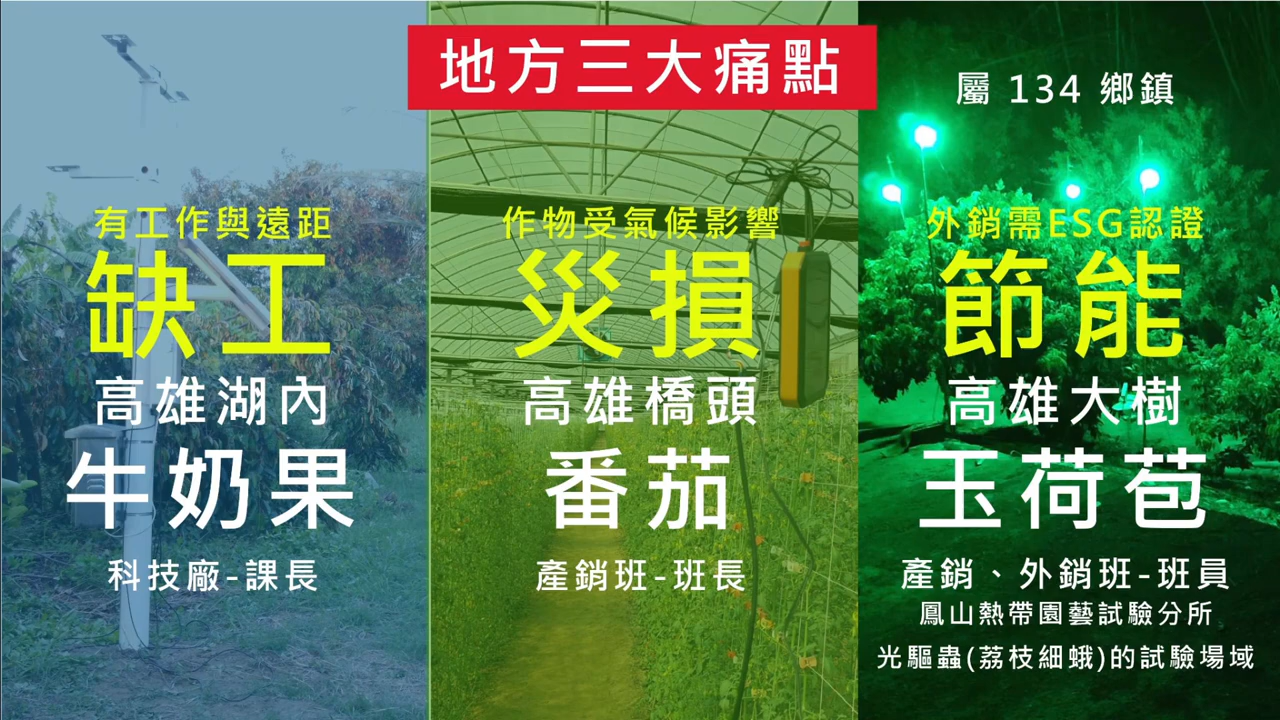 地方三大痛點
有工作與遠距
缺工
高雄湖內
牛奶果
科技廠-課長
作物受氣候影響
災損
高雄橋頭
番茄
產銷班-班長
屬 134 鄉鎮
外銷需ESG認證
節能
高雄大樹
玉荷苞
產銷、外銷班-班員
鳳山熱帶園藝試驗分所
光驅蟲(荔枝細蛾)的試驗場域